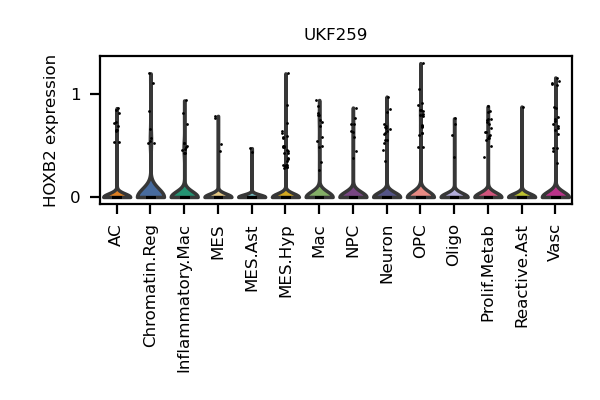 UKF259
HOXB2 expression
1
0
AC
Chromatin.Reg
Inflammatory.Mac
MES
MES.Ast
MES.Hyp
Mac
NPC
Neuron
OPC
Oligo
Prolif.Metab
Reactive.Ast
Vasc